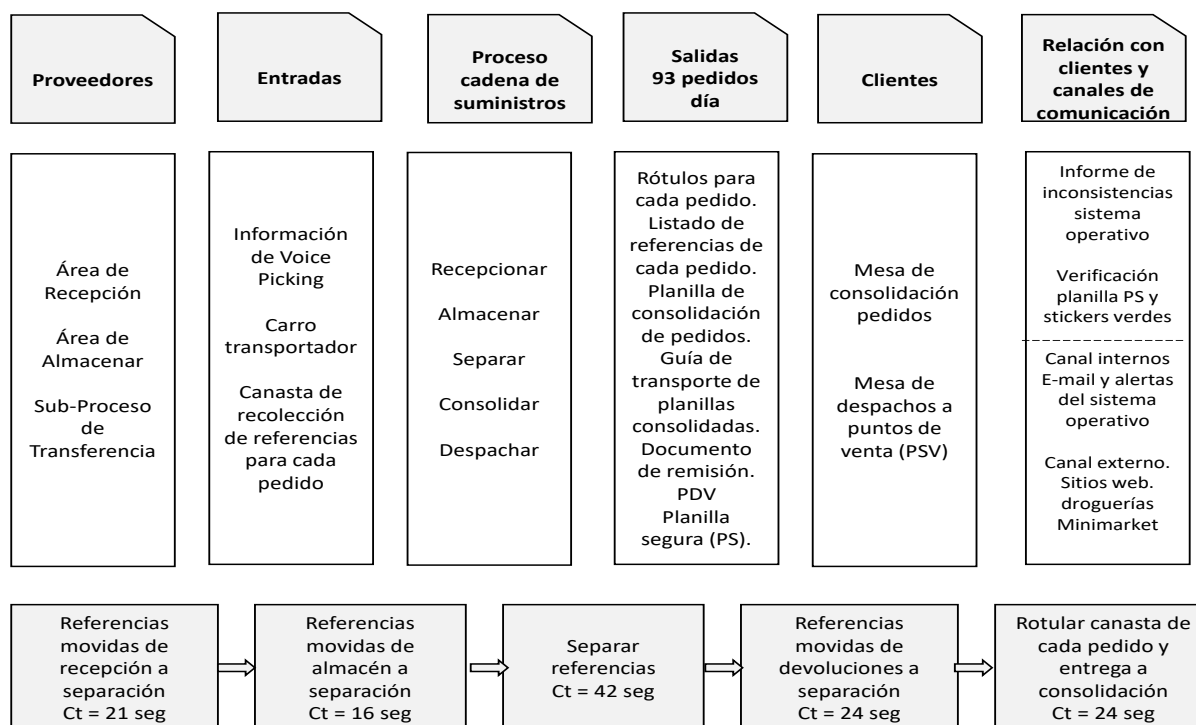 Proveedores
Entradas
Proceso
cadena de
suministros
Salidas
93 pedidos
día
Clientes
Relación con
clientes y
canales de
comunicación
Área de
Recepción
Área de
Almacenar
Sub-Proceso
de
Transferencia
Información
de Voice
Picking
Carro
transportador
Canasta de
recolección
de referencias
para cada
pedido
Recepcionar
Almacenar
Separar
Consolidar
Despachar
Rótulos para
cada pedido.
Listado de
referencias de
cada pedido.
Planilla de
consolidación
de pedidos.
Guía de
transporte de
planillas
consolidadas.
Documento
de remisión.
PDV
Planilla
segura (PS).
Mesa de
consolidación
pedidos
Mesa de
despachos a
puntos de
venta (PSV)
Informe de
inconsistencias
sistema
operativo
Verificación
planilla PS y
stickers verdes
Canal internos
E-mail y alertas
del sistema
operativo
Canal externo.
Sitios web.
droguerías
Minimarket
Referencias
movidas de
recepción a
separación
Ct = 21 seg
Referencias
movidas de
almacén a
separación
Ct = 16 seg
Separar
referencias
Ct = 42 seg
Referencias
movidas de
devoluciones a
separación
Ct = 24 seg
Rotular canasta de
cada pedido y
entrega a
consolidación
Ct = 24 seg